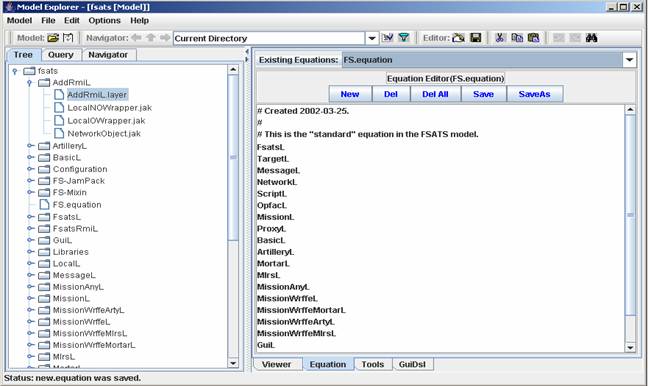 Model Explorer - [fsats [Model]]
Model File Edit Options Help
Model: Navigator: Current Directory Editor:
Tree Query Navigator
fsats
AddRmiL
AddRmiL.layer
LocalNOWrapper.jak
LocalOWrapper.jak
NetworkObject.jak
ArtilleryL
BasicL
Configuration
FS-JamPack
FS-Mixin
FS.equation
FsatsL
FsatsRmiL
GuiL
Libraries
LocalL
MessageL
MissionAnyL
MissionL
MissionWrffeArtyL
MissionWrffeL
MissionWrffeMlrsL
MissionWrffeMortarL
MlrsL
MortarL
Existing Equations: FS.equation
Equation Editor(FS.equation)
New Del Del All Save SaveAs
# Created 2002-03-25.
#
# This is the "standard" equation in the FSATS model.
FsatsL
TargetL
MessageL
NetworkL
ScriptL
OpfacL
MissionL
ProxyL
BasicL
ArtilleryL
MortarL
MlrsL
MissionAnyL
MissionWrffeL
MissionWrffeMortarL
MissionWrffeArtyL
MissionWrffeMlrsL
GuiL
Viewer Equation Tools GuiDsl
Status: new.equation was saved.